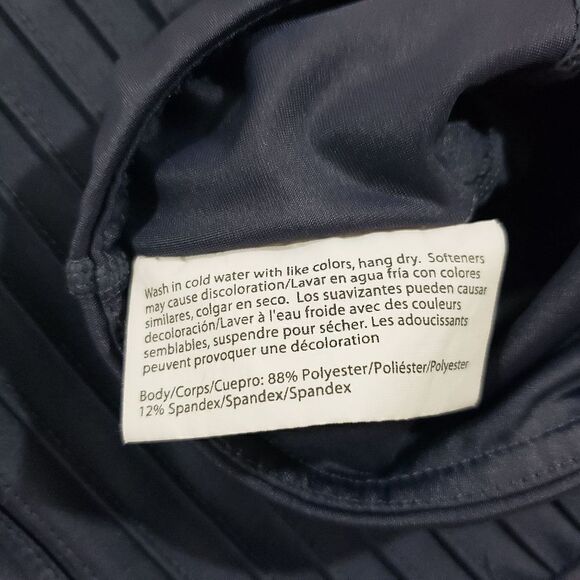 Wash in cold water with like colors, hang dry. Softeners
may cause discoloration/Lavar en agua fría con colores
similares, colgar en seco. Los suavizantes pueden causar
decoloración/Laver à l'eau froide avec des couleurs
semblables, suspendre pour sécher. Les adoucissants
peuvent provoquer une décoloration
Body/Corps/Cuepro: 88% Polyester/Poliéster/Polyester
12% Spandex/Spandex/Spandex